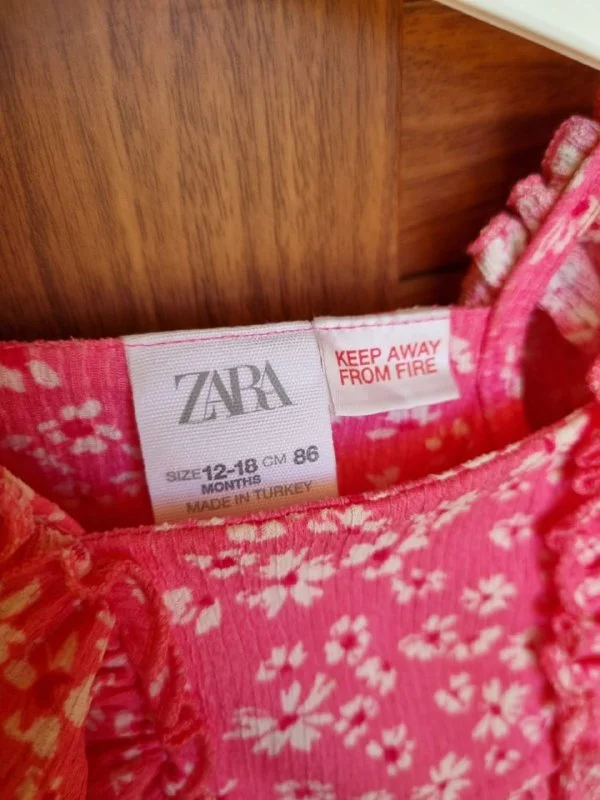 ZARA
SIZE 12-18 CM 86
MONTHS
MADE IN TURKEY
KEEP AWAY
FROM FIRE